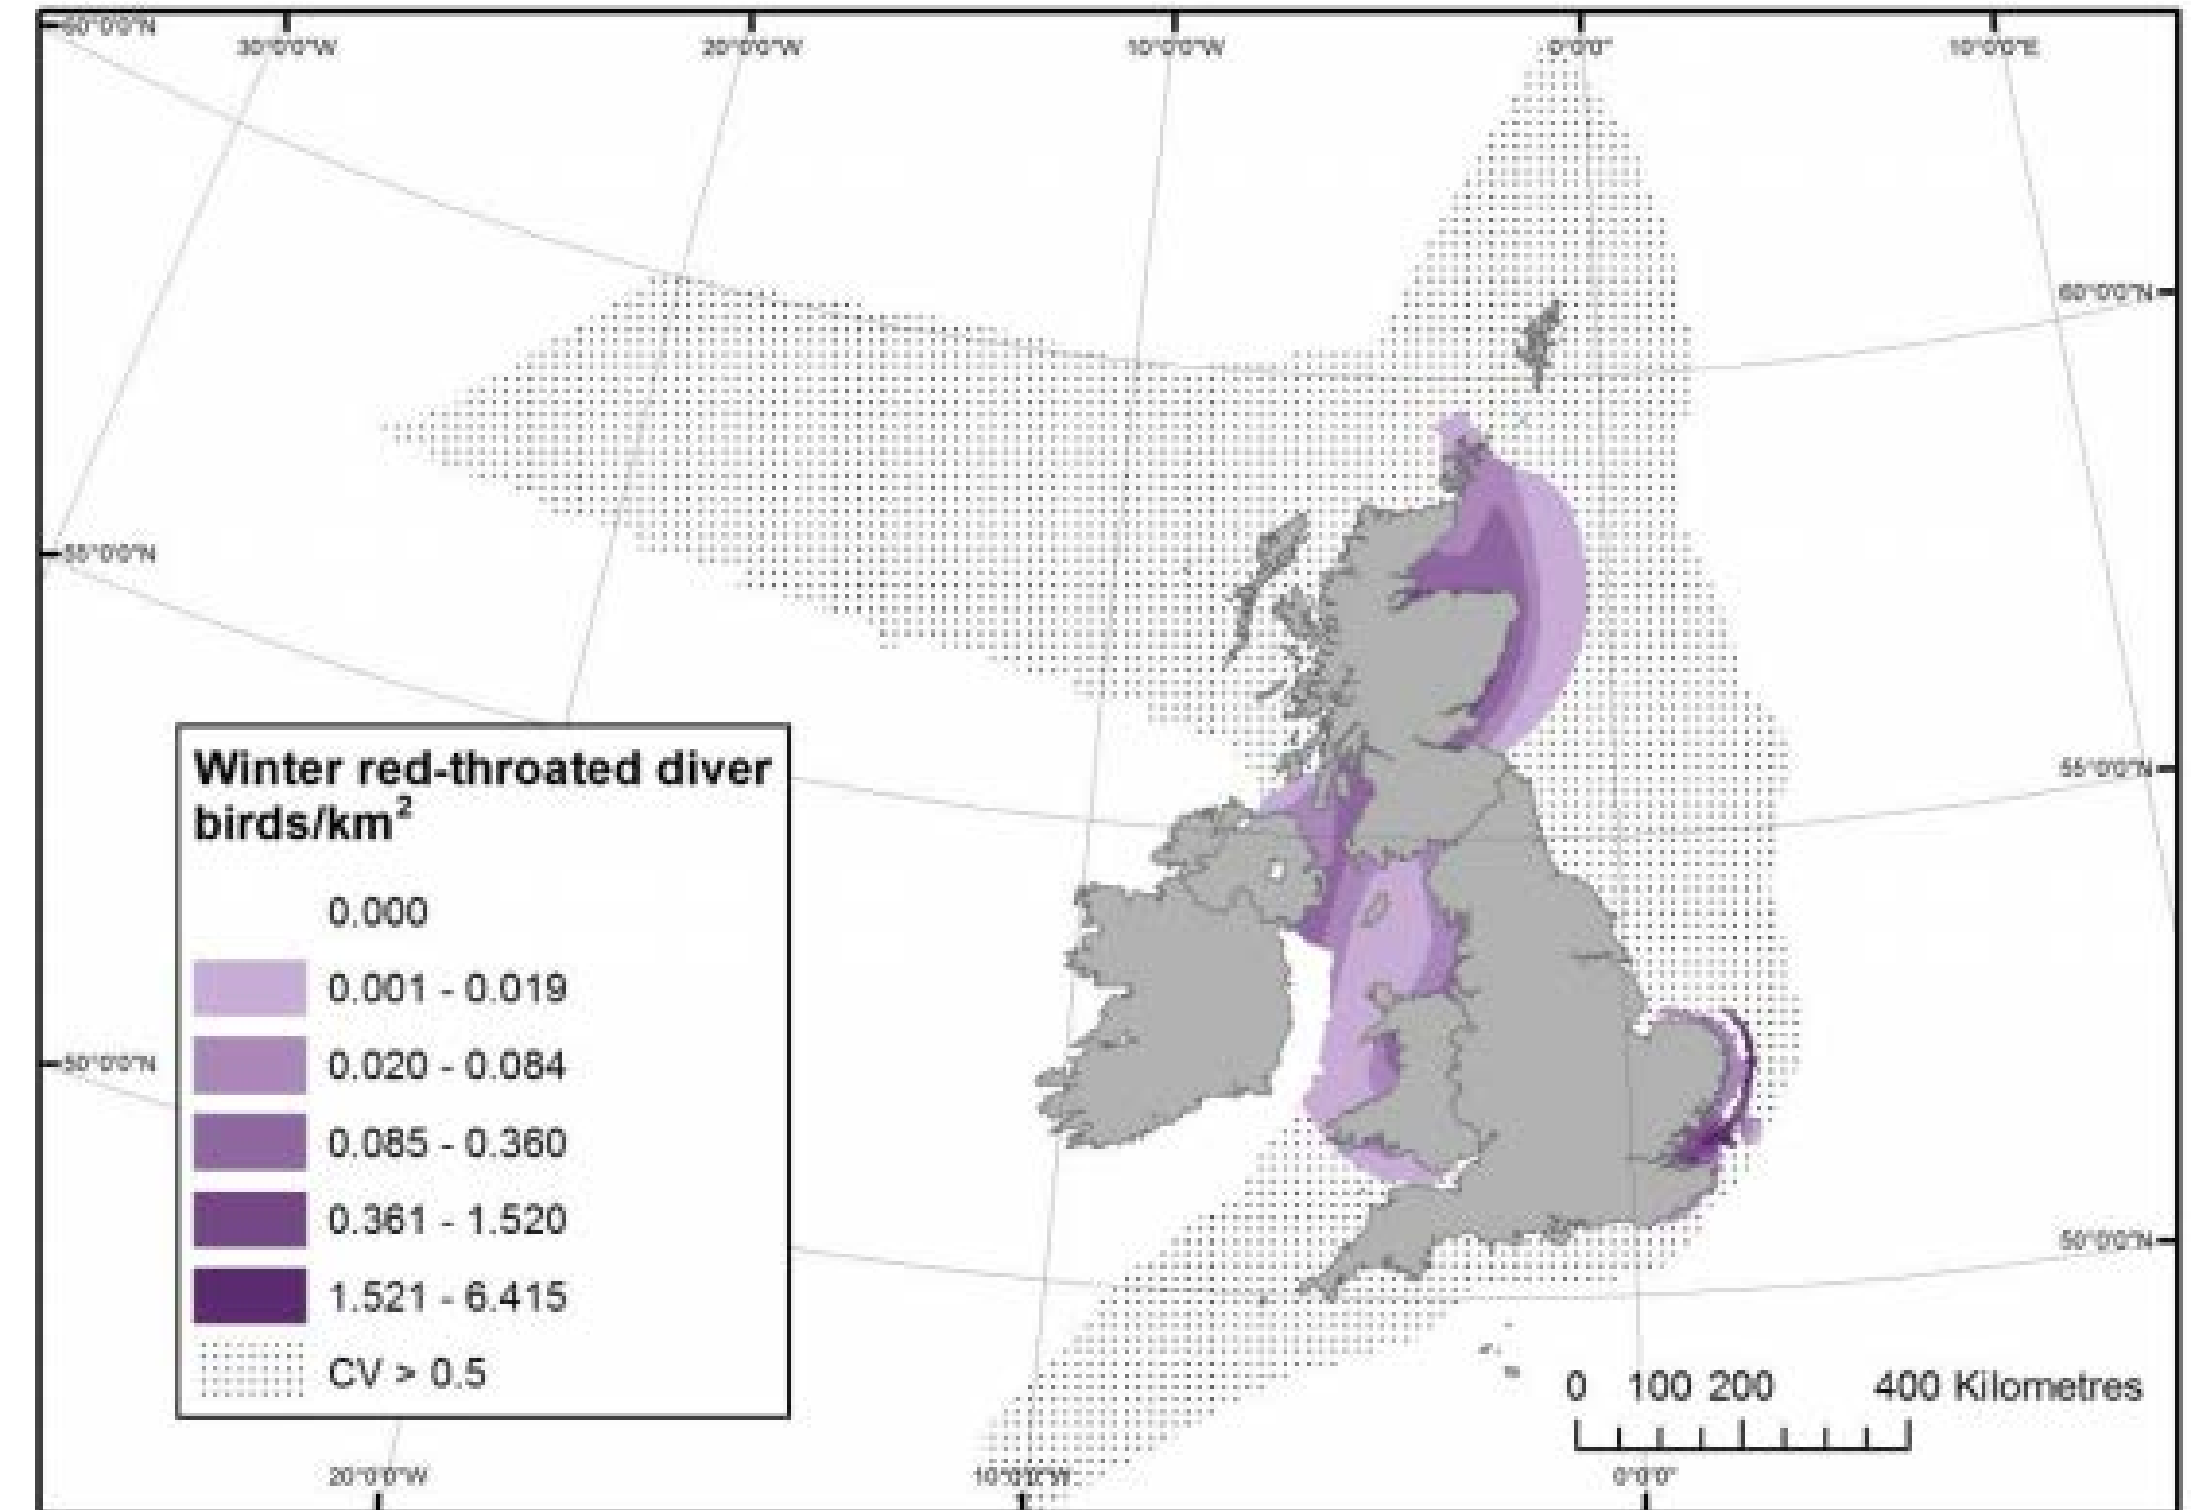 60°0'0"N
30°0'0"W
20°0'0"W
10°0'0"W
0°0'0"
10°0'0"E
60°0'0"N
55°0'0"N
55°0'0"N
50°0'0"N
50°0'0"N
Winter red-throated diver
birds/km²
0.000
0.001 - 0.019
0.020 - 0.084
0.085 - 0.360
0.361 - 1.520
1.521 - 6.415
CV > 0.5
0 100 200 400 Kilometres
20°0'0"W
10°0'0"W
0°0'0"